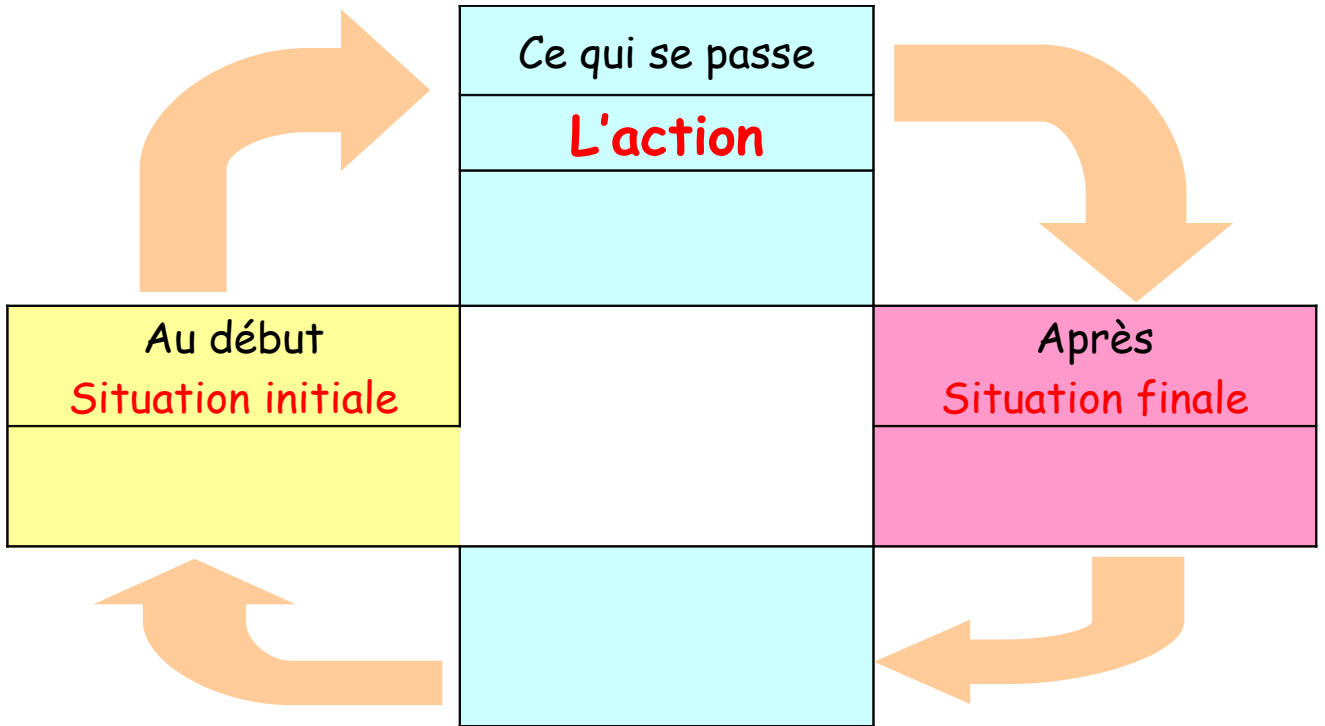 Ce qui se passe
L'action
Au début
Situation initiale
Après
Situation finale